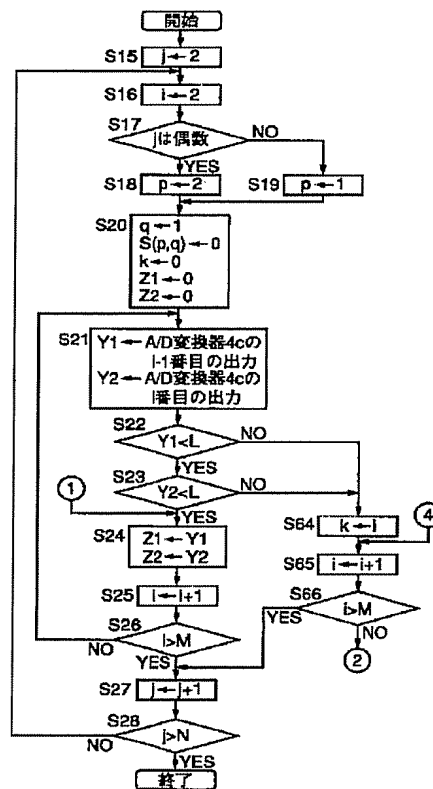 開始
S15 j←2
S16 i←2
S17 jは偶数
NO
YES
S18 p←2
S19 p←1
S20 q←1
S(p,q)←0
k←0
Z1←0
Z2←0
S21 Y1←A/D変換器4cの
i-1番目の出力
Y2←A/D変換器4cの
i番目の出力
S22 Y1<L
NO
YES
S23 Y2<L
NO
YES
①
④
S24 Z1←Y1
Z2←Y2
S64 k←i
S25 i←i+1
S65 i←i+1
S26 i>M
NO
YES
S66 i>M
YES
NO
②
S27 j←j+1
S28 j>N
NO
YES
終了